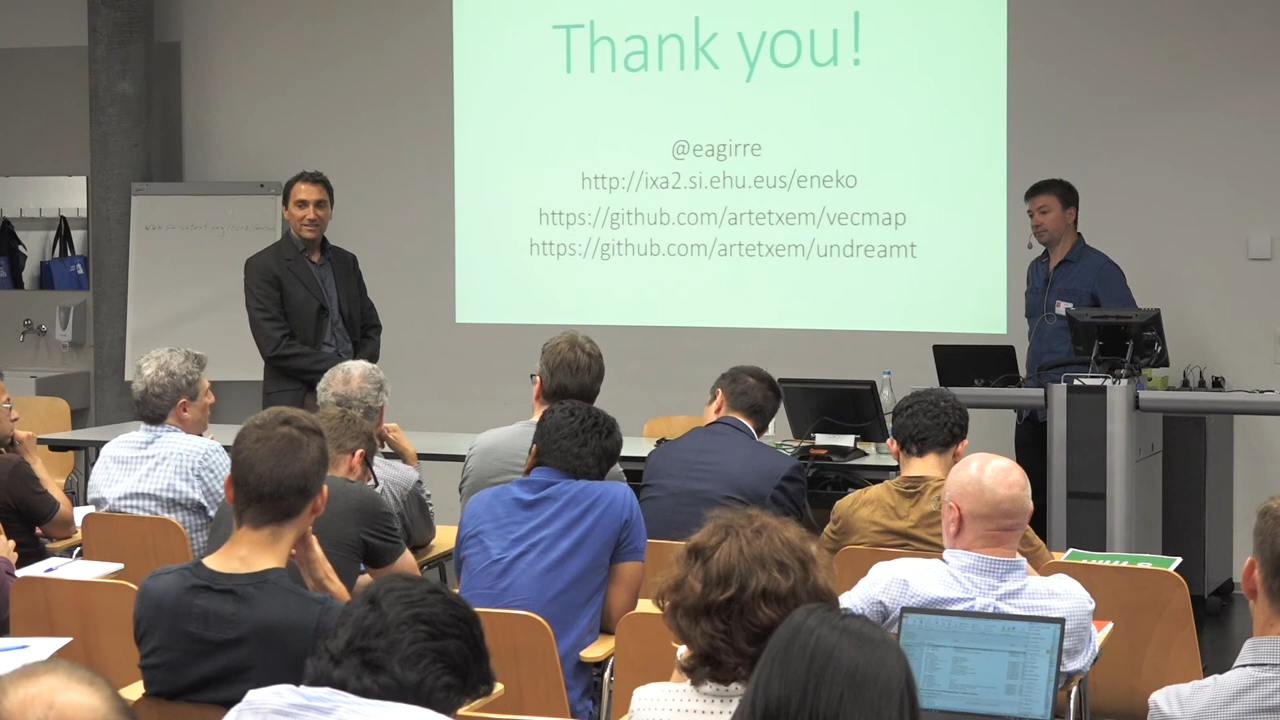 Thank you!
@eagirre
http://ixa2.si.ehu.eus/eneko
https://github.com/artetxem/vecmap
https://github.com/artetxem/undreamt